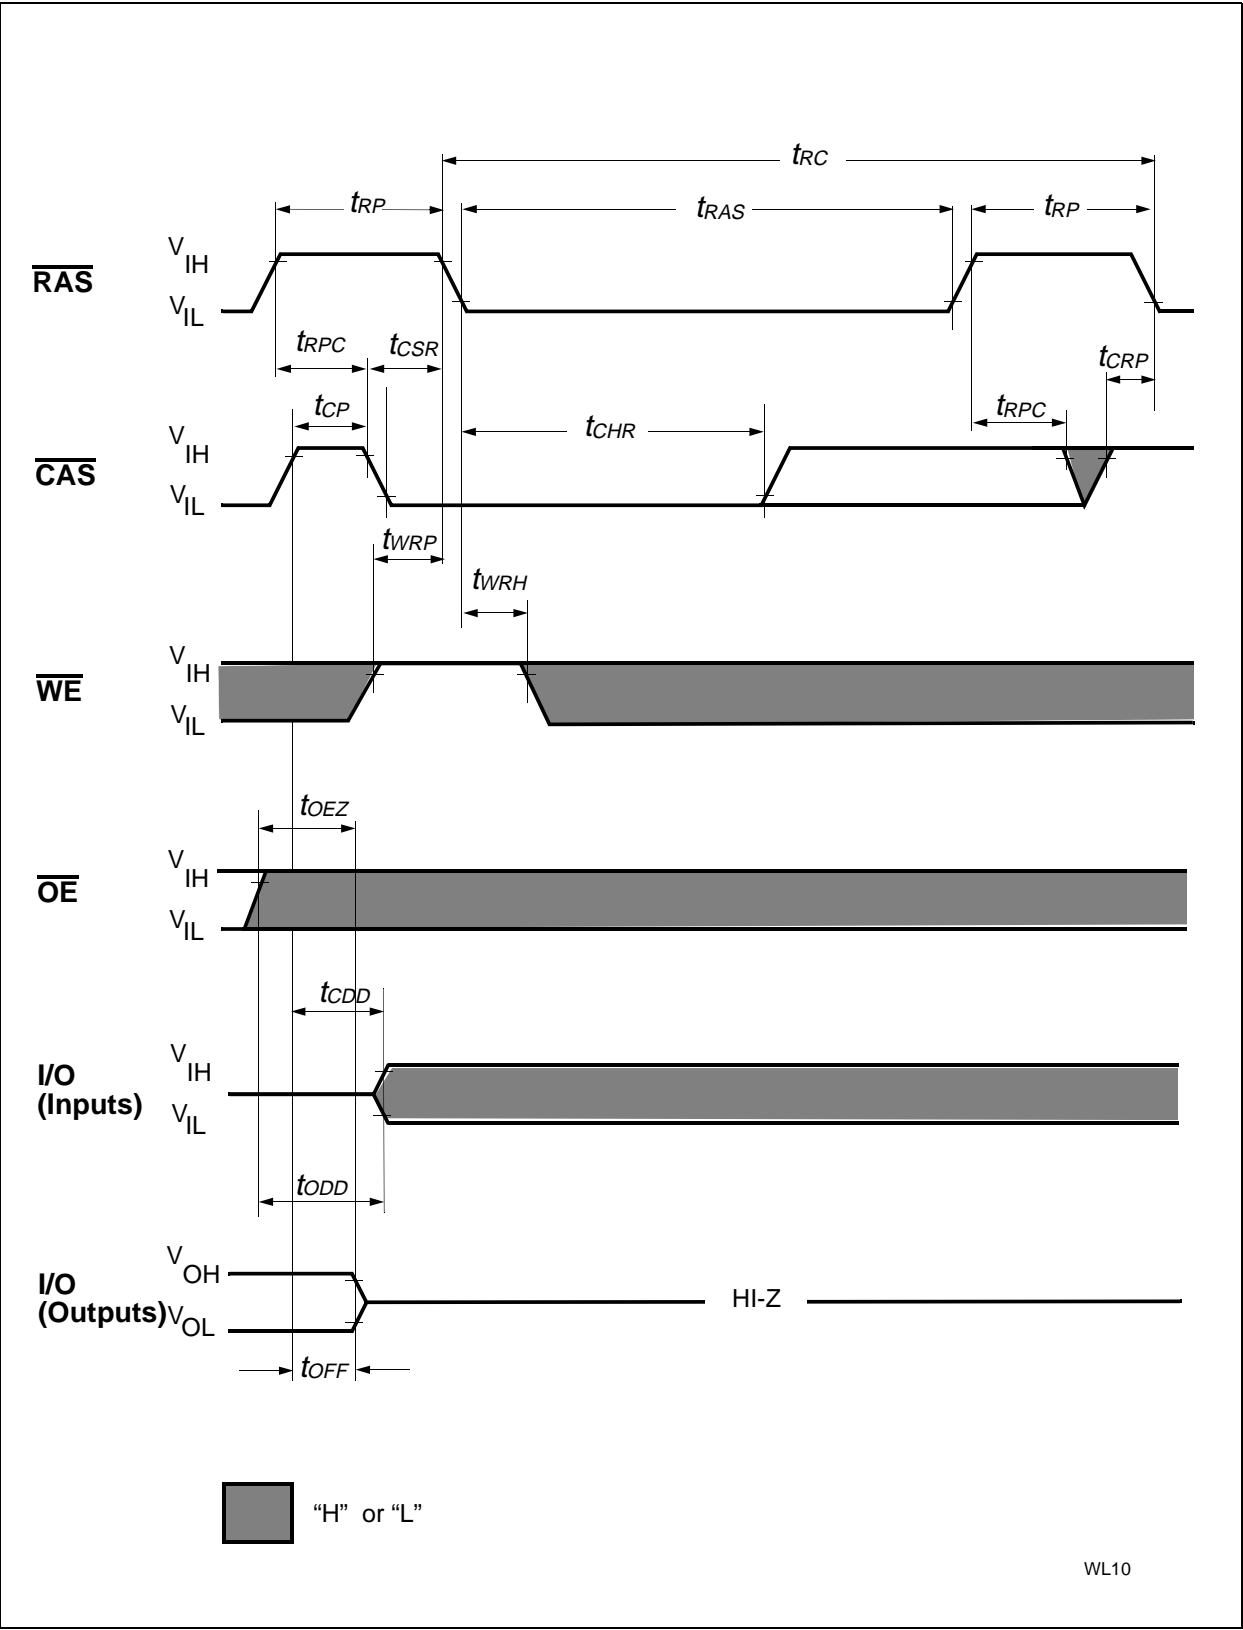 tRC
tRP tRAS tRP
RAS VIH
VIL
tRPC tCSR tCRP
tCP tCHR tRPC
CAS VIH
VIL
tWRP
tWRH
WE VIH
VIL
tOEZ
OE VIH
VIL
tCDD
I/O VIH
(Inputs) VIL
tODD
I/O VOH
(Outputs) VOL
HI-Z
tOFF
“H” or “L”
WL10